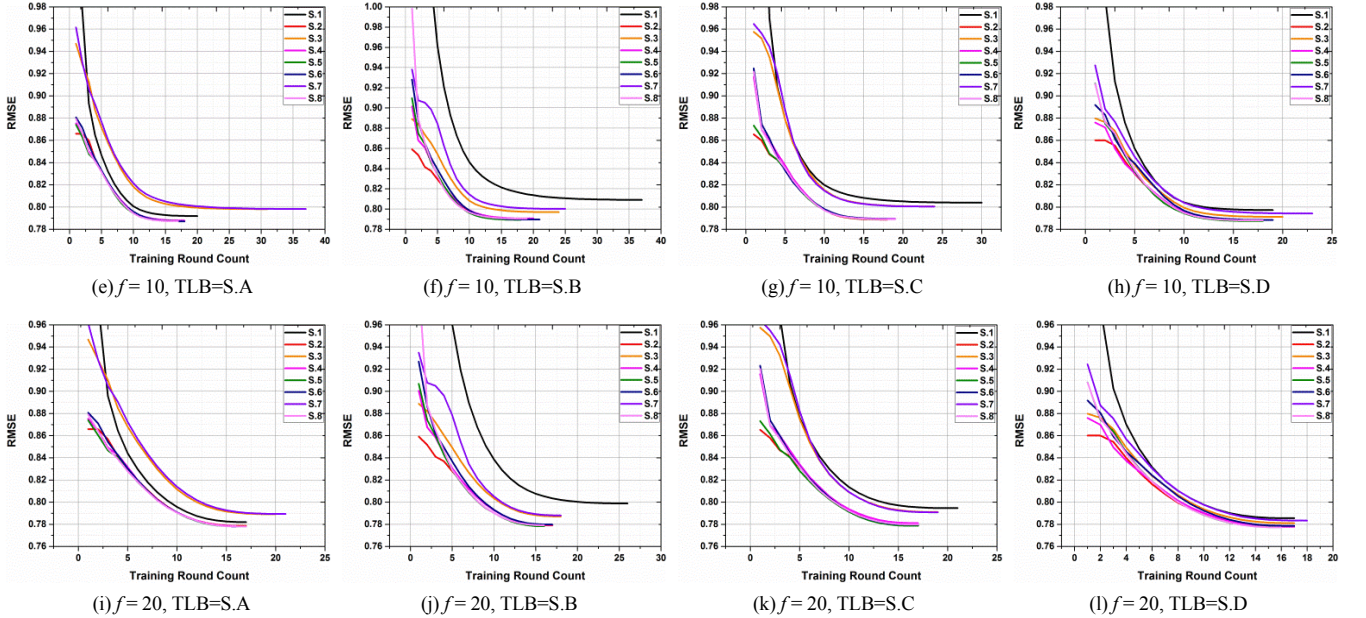 0.98
0.96
0.94
0.92
0.90
0.88
0.86
0.84
0.82
0.80
0.78
RMSE
0 5 10 15 20 25 30 35 40
Training Round Count
S.1
S.2
S.3
S.4
S.5
S.6
S.7
S.8
(e) f = 10, TLB=S.A
1.00
0.98
0.96
0.94
0.92
0.90
0.88
0.86
0.84
0.82
0.80
0.78
RMSE
0 5 10 15 20 25 30 35 40
Training Round Count
S.1
S.2
S.3
S.4
S.5
S.6
S.7
S.8
(f) f = 10, TLB=S.B
0.98
0.96
0.94
0.92
0.90
0.88
0.86
0.84
0.82
0.80
0.78
RMSE
0 5 10 15 20 25 30
Training Round Count
S.1
S.2
S.3
S.4
S.5
S.6
S.7
S.8
(g) f = 10, TLB=S.C
0.98
0.96
0.94
0.92
0.90
0.88
0.86
0.84
0.82
0.80
0.78
RMSE
0 5 10 15 20 25
Training Round Count
S.1
S.2
S.3
S.4
S.5
S.6
S.7
S.8
(h) f = 10, TLB=S.D
0.96
0.94
0.92
0.90
0.88
0.86
0.84
0.82
0.80
0.78
0.76
RMSE
0 5 10 15 20 25
Training Round Count
S.1
S.2
S.3
S.4
S.5
S.6
S.7
S.8
(i) f = 20, TLB=S.A
0.96
0.94
0.92
0.90
0.88
0.86
0.84
0.82
0.80
0.78
0.76
RMSE
0 5 10 15 20 25 30
Training Round Count
S.1
S.2
S.3
S.4
S.5
S.6
S.7
S.8
(j) f = 20, TLB=S.B
0.96
0.94
0.92
0.90
0.88
0.86
0.84
0.82
0.80
0.78
0.76
RMSE
0 5 10 15 20 25
Training Round Count
S.1
S.2
S.3
S.4
S.5
S.6
S.7
S.8
(k) f = 20, TLB=S.C
0.96
0.94
0.92
0.90
0.88
0.86
0.84
0.82
0.80
0.78
0.76
RMSE
0 2 4 6 8 10 12 14 16 18 20
Training Round Count
S.1
S.2
S.3
S.4
S.5
S.6
S.7
S.8
(l) f = 20, TLB=S.D